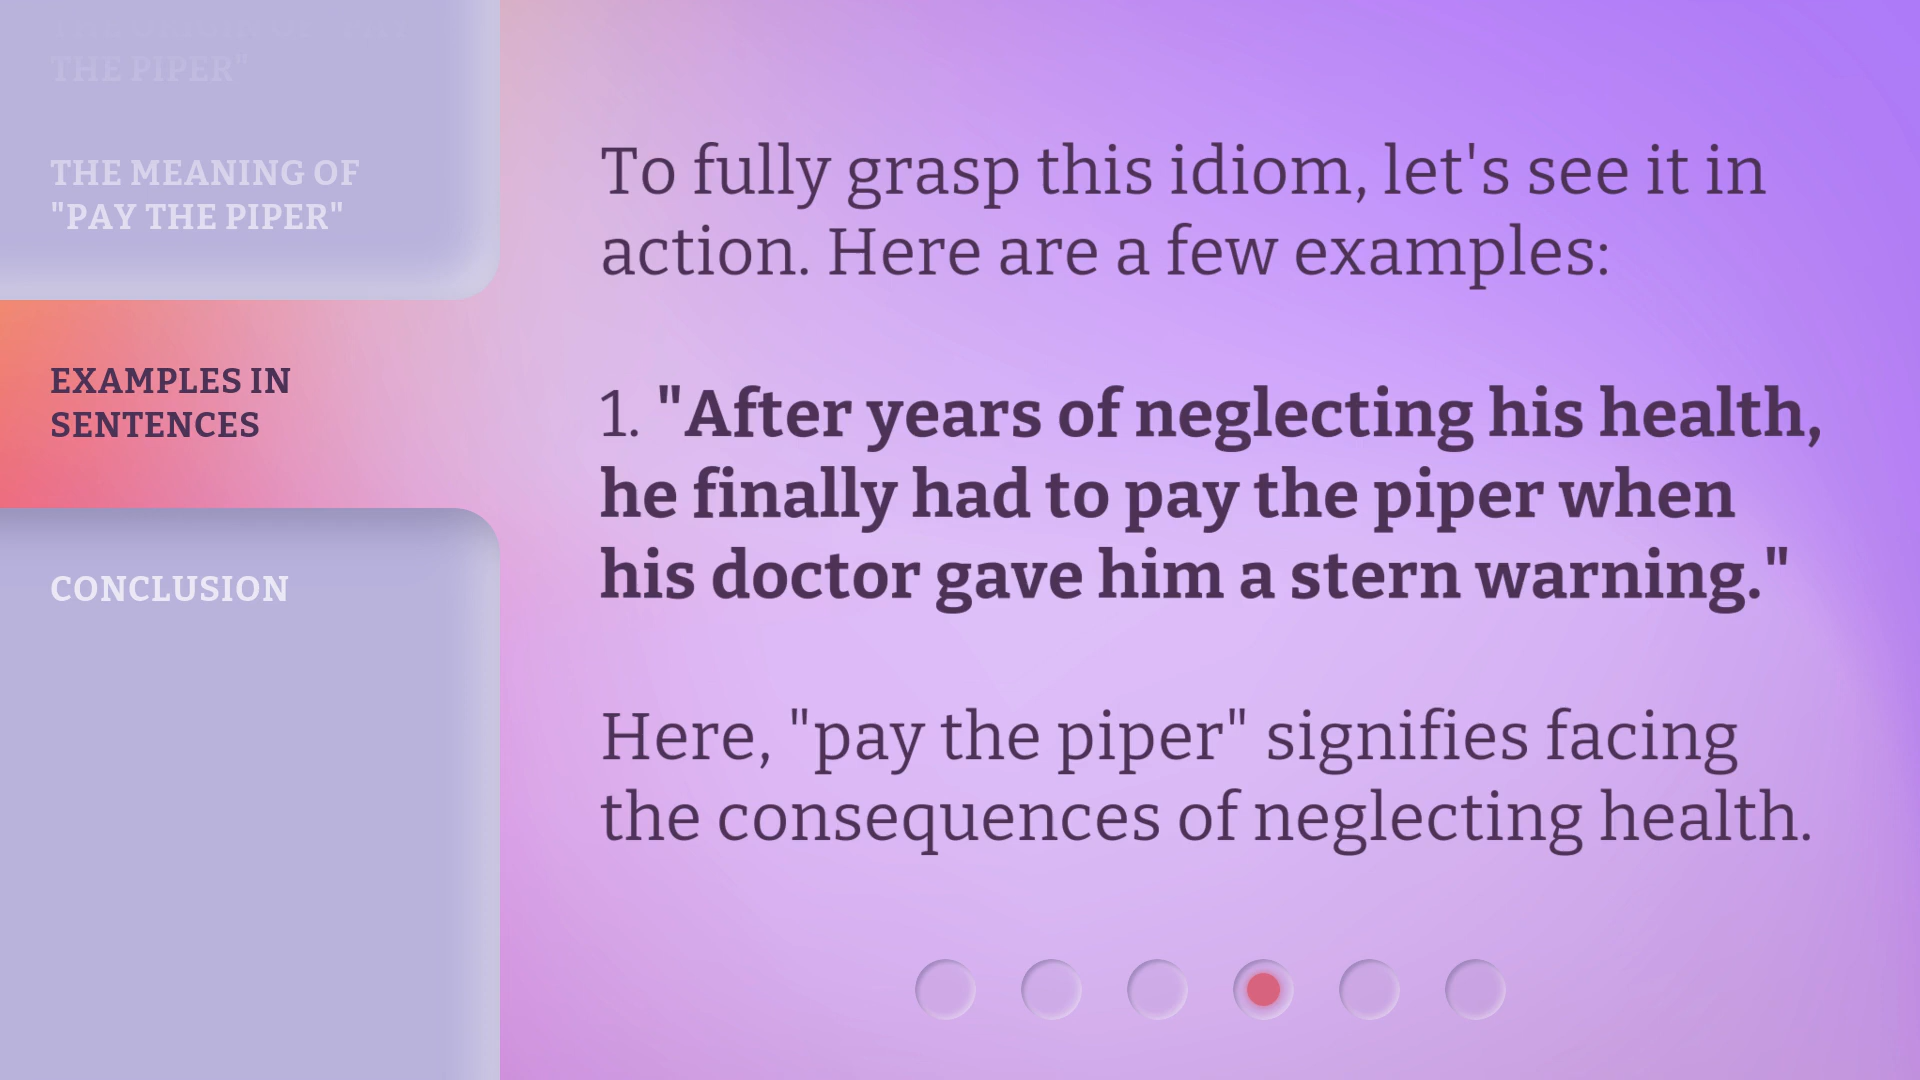 THE PIPER"
THE MEANING OF
"PAY THE PIPER"
EXAMPLES IN
SENTENCES
CONCLUSION
To fully grasp this idiom, let's see it in
action. Here are a few examples:
1. "After years of neglecting his health,
he finally had to pay the piper when
his doctor gave him a stern warning."
Here, "pay the piper" signifies facing
the consequences of neglecting health.